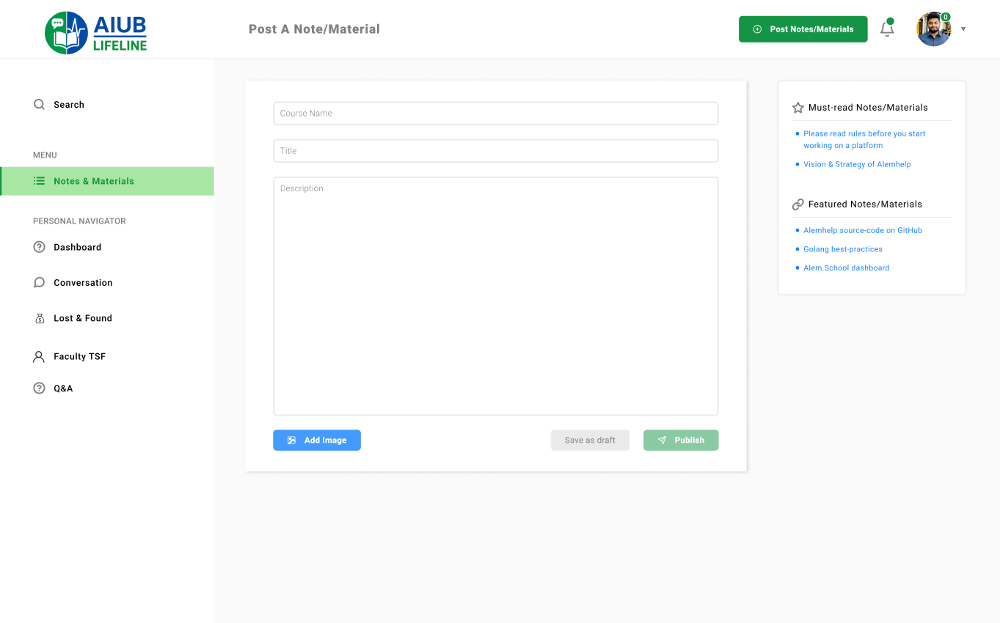 AIUB
LIFELINE
Post A Note/Material
Post Notes/Materials
0
Search
MENU
Notes & Materials
PERSONAL NAVIGATOR
Dashboard
Conversation
Lost & Found
Faculty TSF
Q&A
Course Name
Title
Description
Add Image
Save as draft
Publish
Must-read Notes/Materials
Please read rules before you start
working on a platform
Vision & Strategy of Alemhelp
Featured Notes/Materials
Alemhelp source-code on GitHub
Golang best-practices
Alem.School dashboard